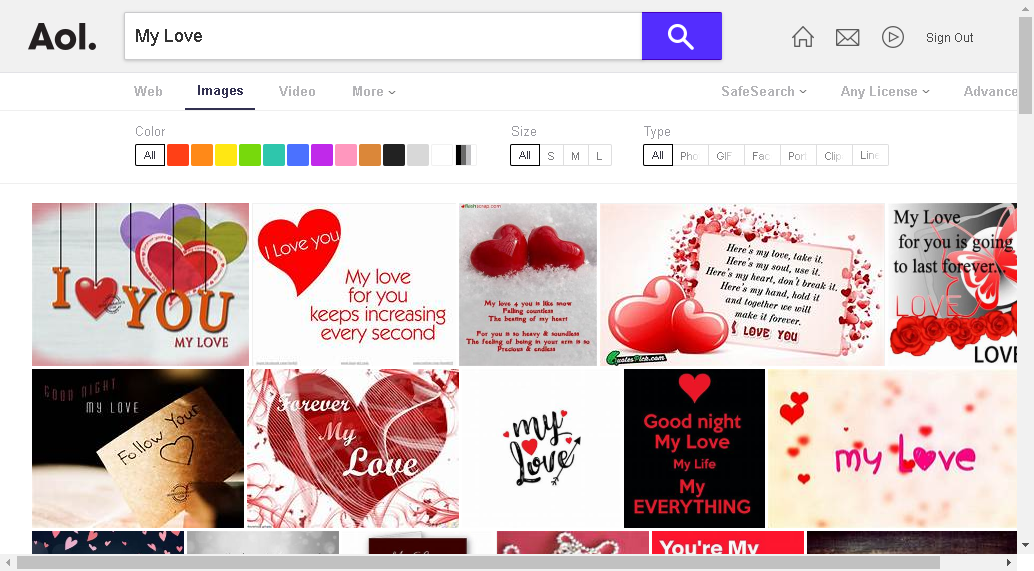 Aol.
My Love
Sign Out
Web
Images
Video
More
SafeSearch
Any License
Advance
Color
Size
Type
All
All
S
M
L
All
Pho
GIF
Fac
Por
Clip
Line
I LOVE YOU
MY LOVE
I Love you
My love
for you
keeps increasing
every second
My love 4 you is like snow
Falling countless
The beating of my heart
For you is so heavy & soundless
The feeling of being in your arm is so
Precious & endless
Here's my love, take it.
Here's my soul, use it.
Here's my heart, don't break it.
Here's my hand, hold it
and together we will
make it forever.
I LOVE YOU
QuotesPick.com
My Love
for you is going
to last forever...
LOVE
LOVE
GOOD NIGHT
MY LOVE
Follow Your
Forever
My
Love
my
Love
Good night
My Love
My Life
My
EVERYTHING
my love
You're My